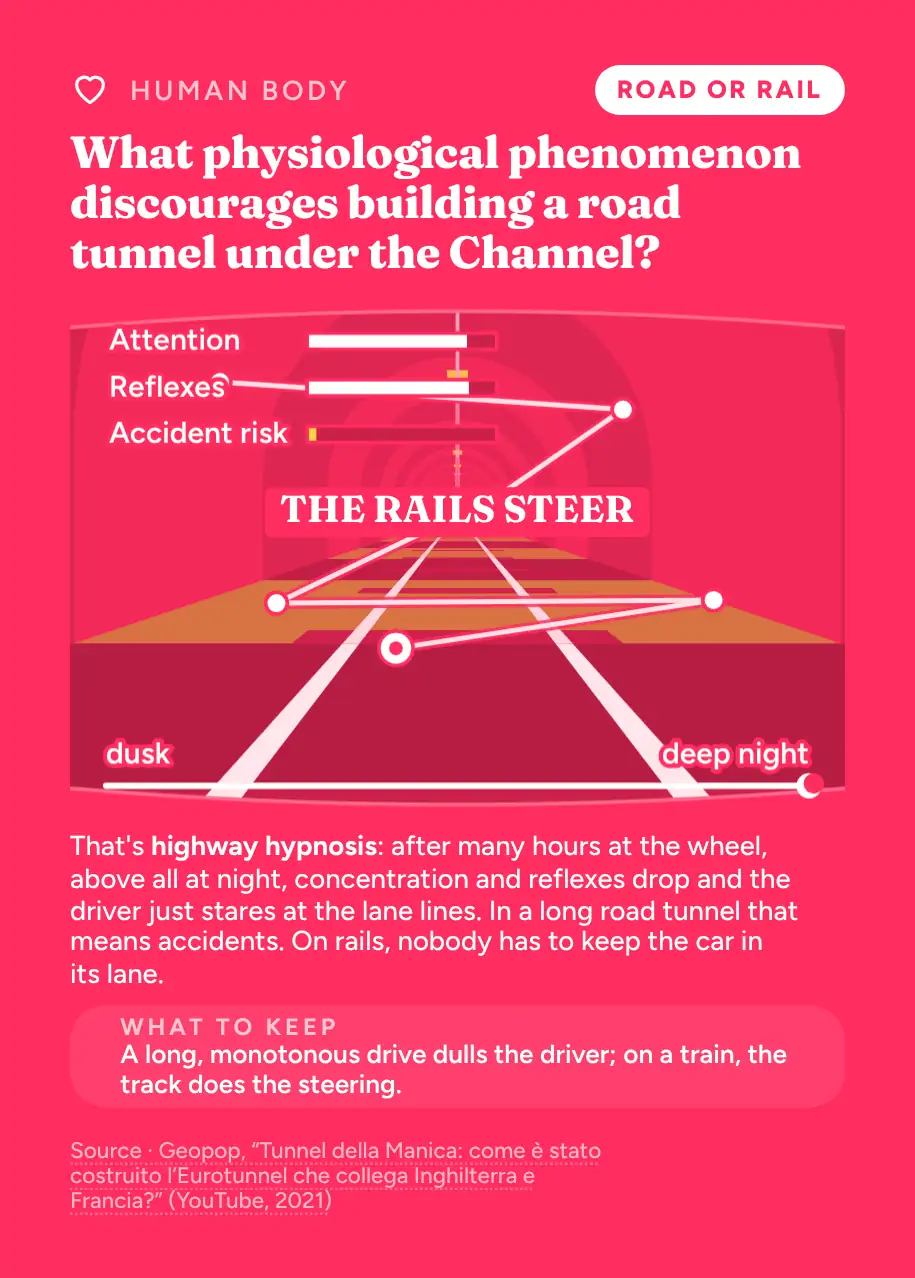 HUMAN BODY
ROAD OR RAIL
What physiological phenomenon
discourages building a road
tunnel under the Channel?
Attention
Reflexes
Accident risk
THE RAILS STEER
dusk
deep night
That's highway hypnosis: after many hours at the wheel,
above all at night, concentration and reflexes drop and the
driver just stares at the lane lines. In a long road tunnel that
means accidents. On rails, nobody has to keep the car in
its lane.
WHAT TO KEEP
A long, monotonous drive dulls the driver; on a train, the
track does the steering.
Source · Geopop, “Tunnel della Manica: come è stato
costruito l’Eurotunnel che collega Inghilterra e
Francia?” (YouTube, 2021)